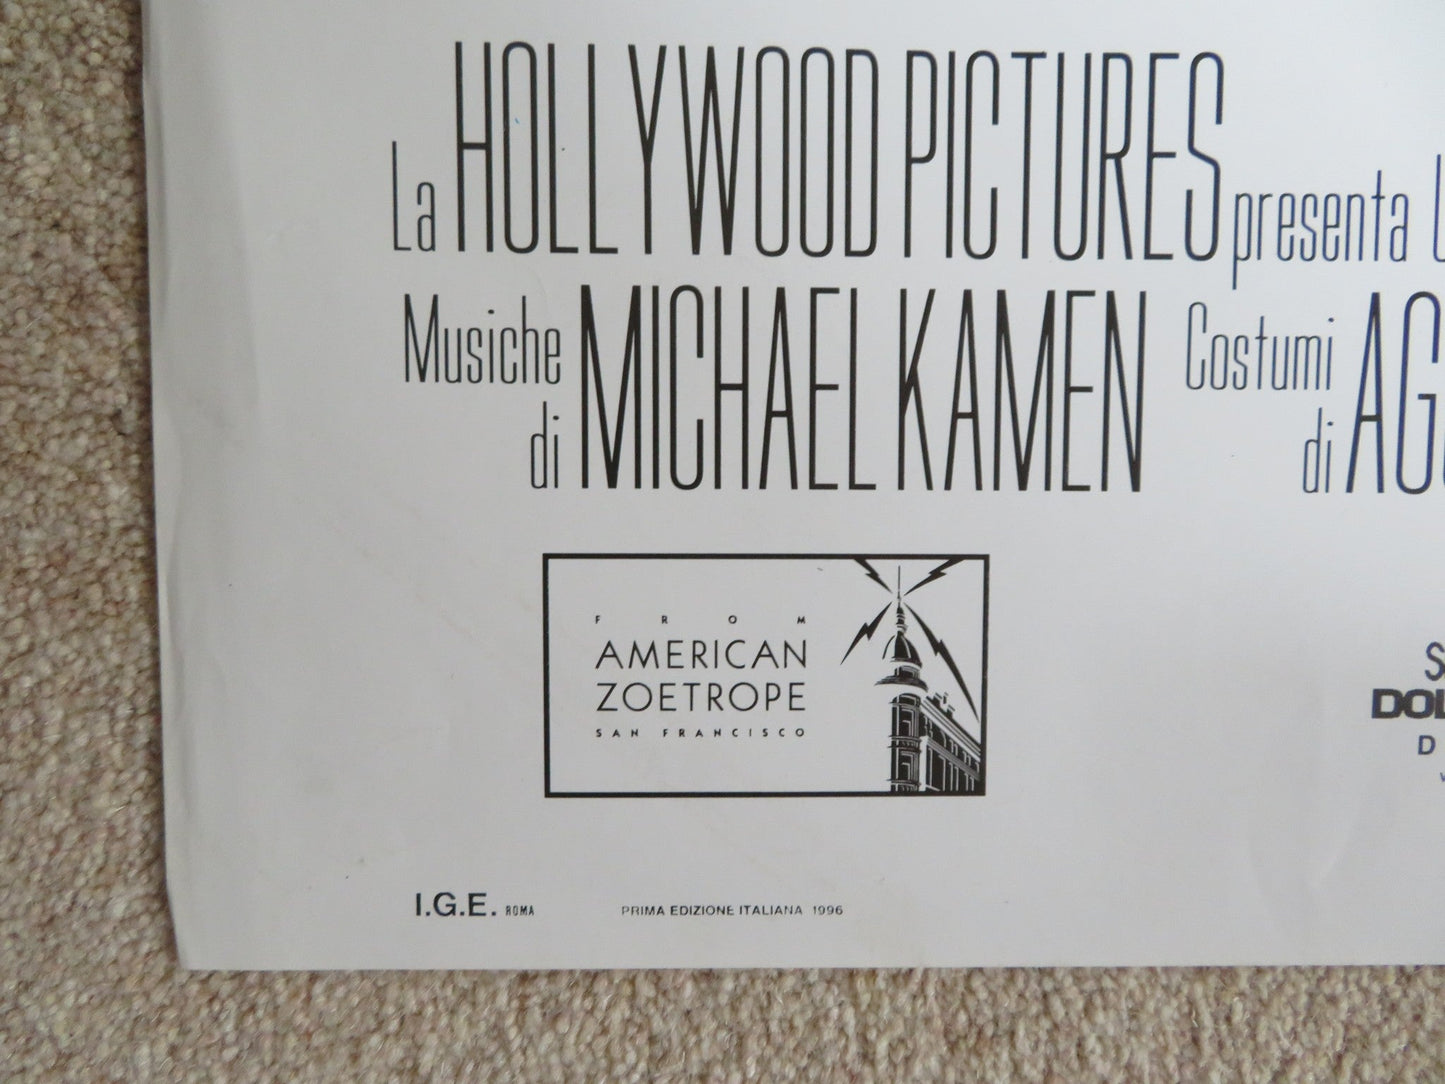 La HOLLYWOOD PICTURES presenta
Musiche di MICHAEL KAMEN Costumi di
FROM
AMERICAN
ZOETROPE
SAN FRANCISCO
I.G.E. ROMA PRIMA EDIZIONE ITALIANA 1996